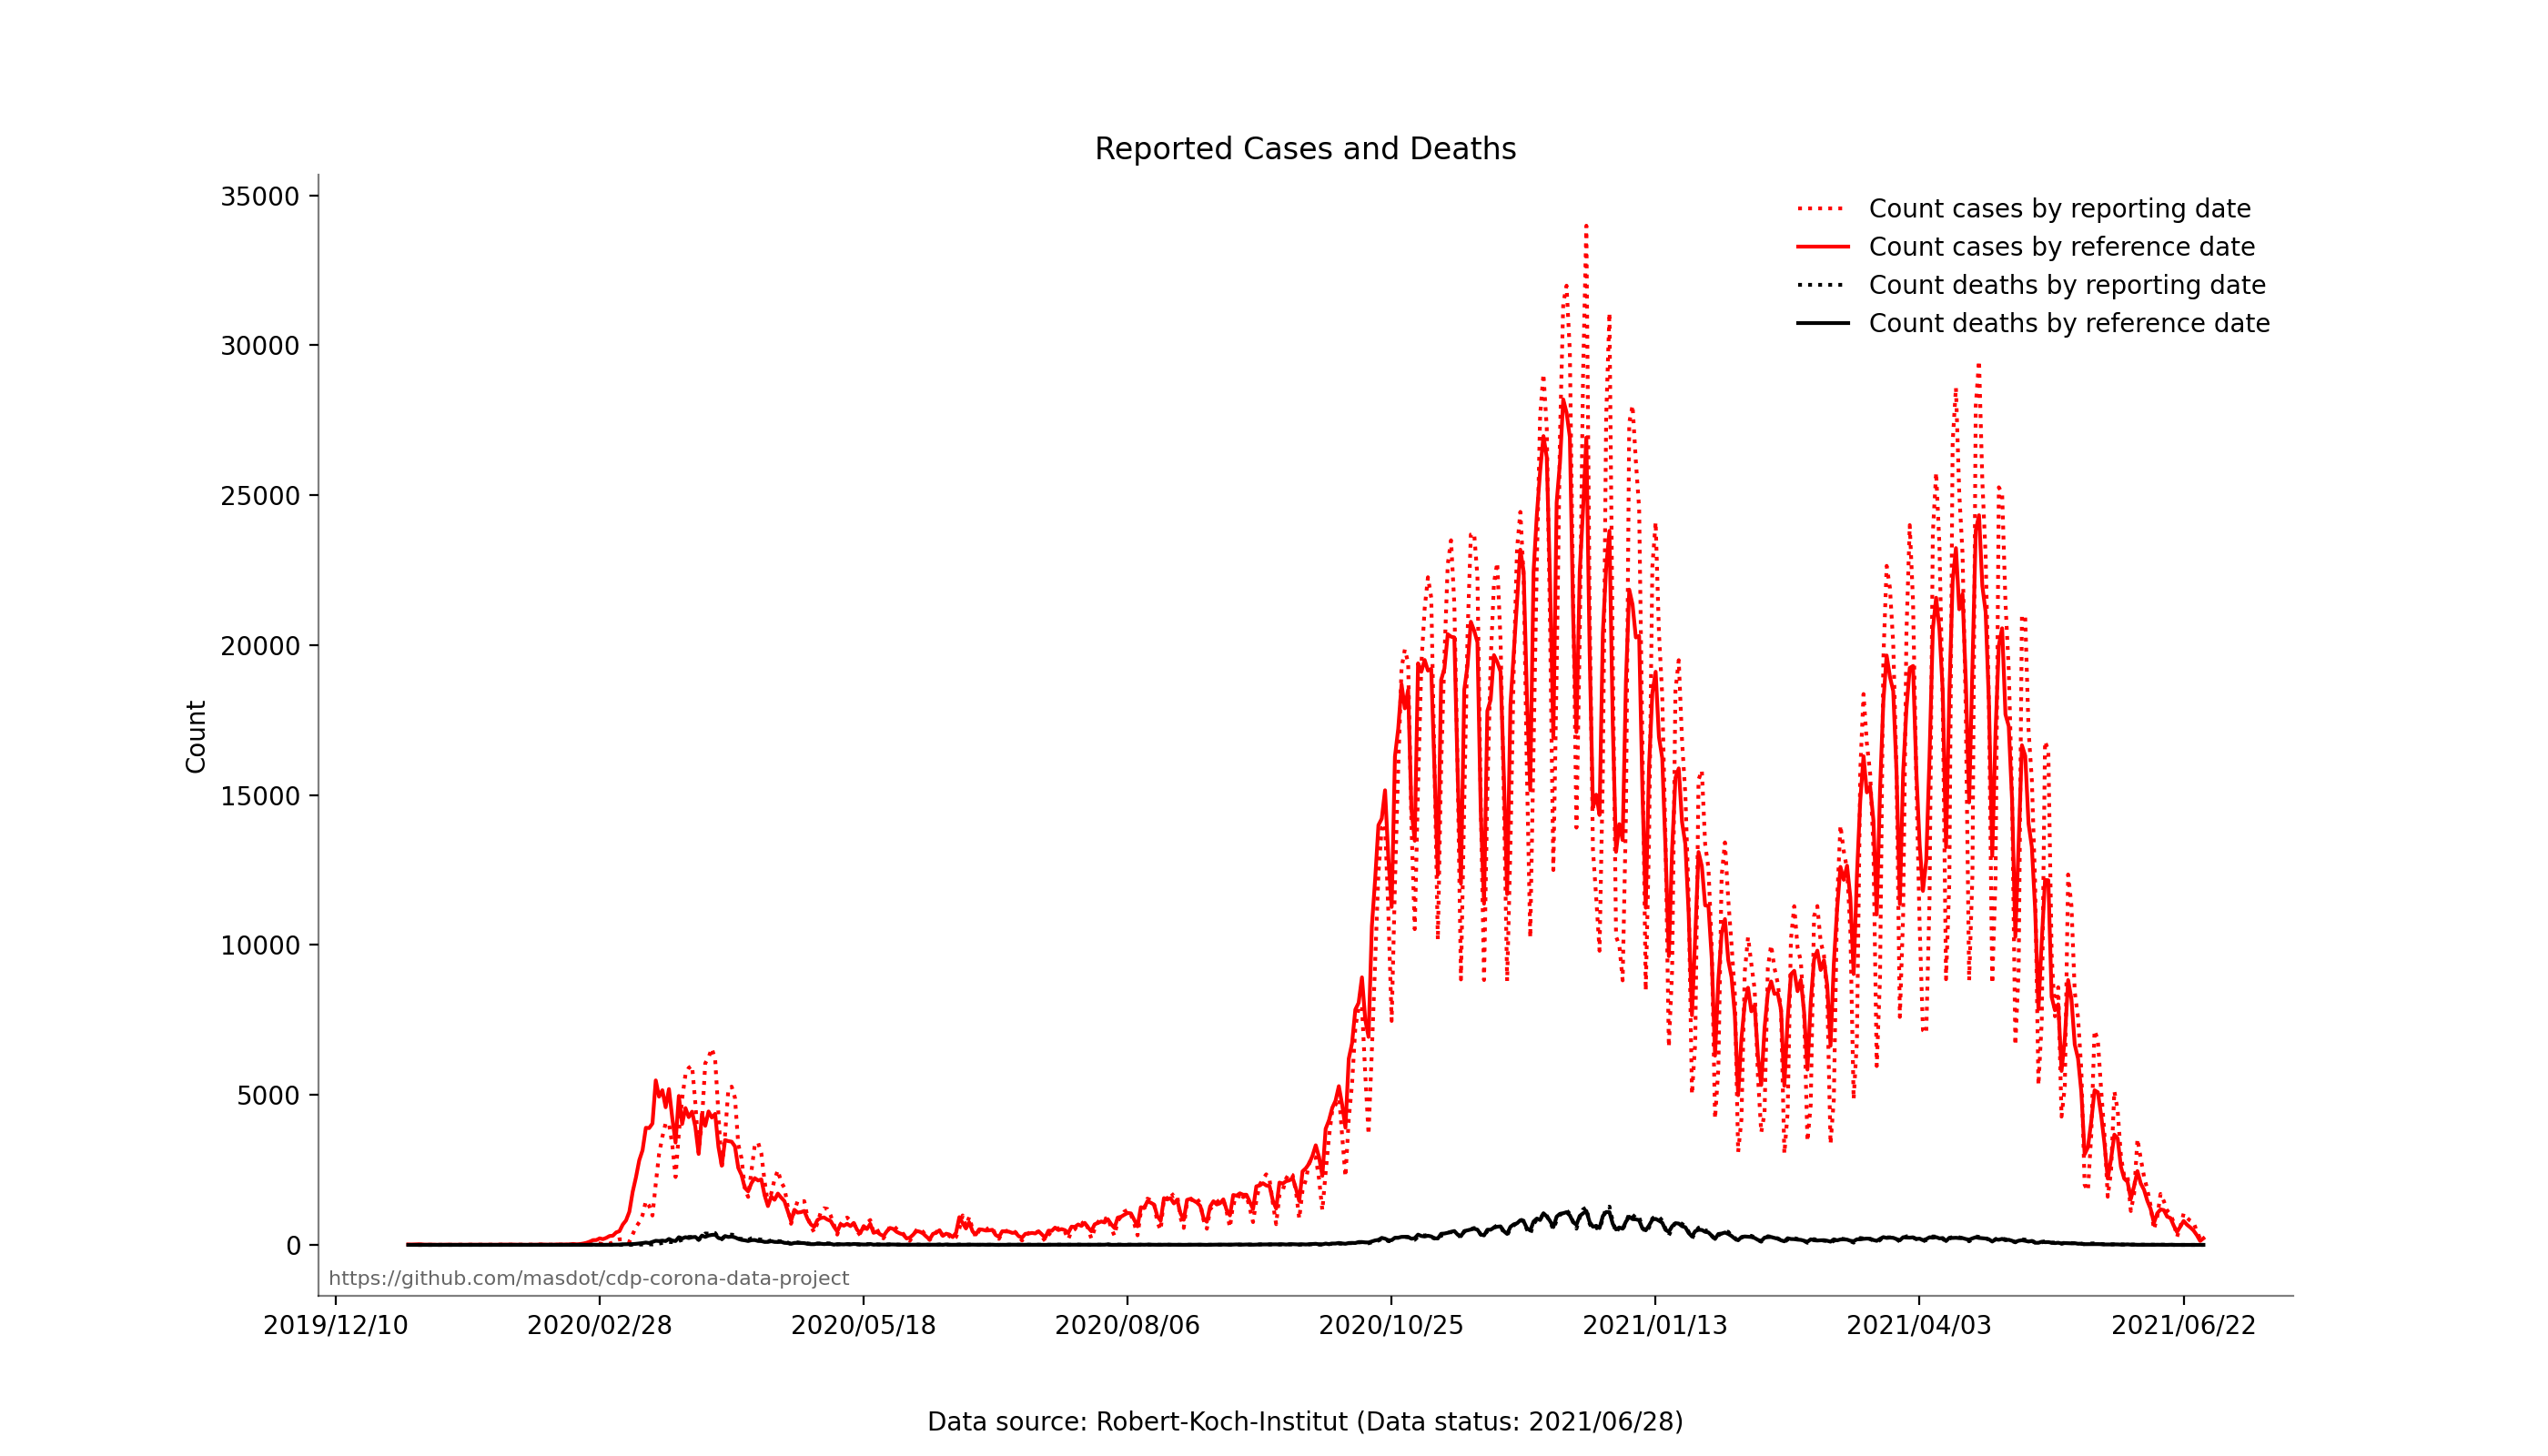 Reported Cases and Deaths
35000
30000
25000
20000
15000
10000
5000
0
Count
Count cases by reporting date
Count cases by reference date
Count deaths by reporting date
Count deaths by reference date
https://github.com/masdot/cdp-corona-data-project
2019/12/10 2020/02/28 2020/05/18 2020/08/06 2020/10/25 2021/01/13 2021/04/03 2021/06/22
Data source: Robert-Koch-Institut (Data status: 2021/06/28)